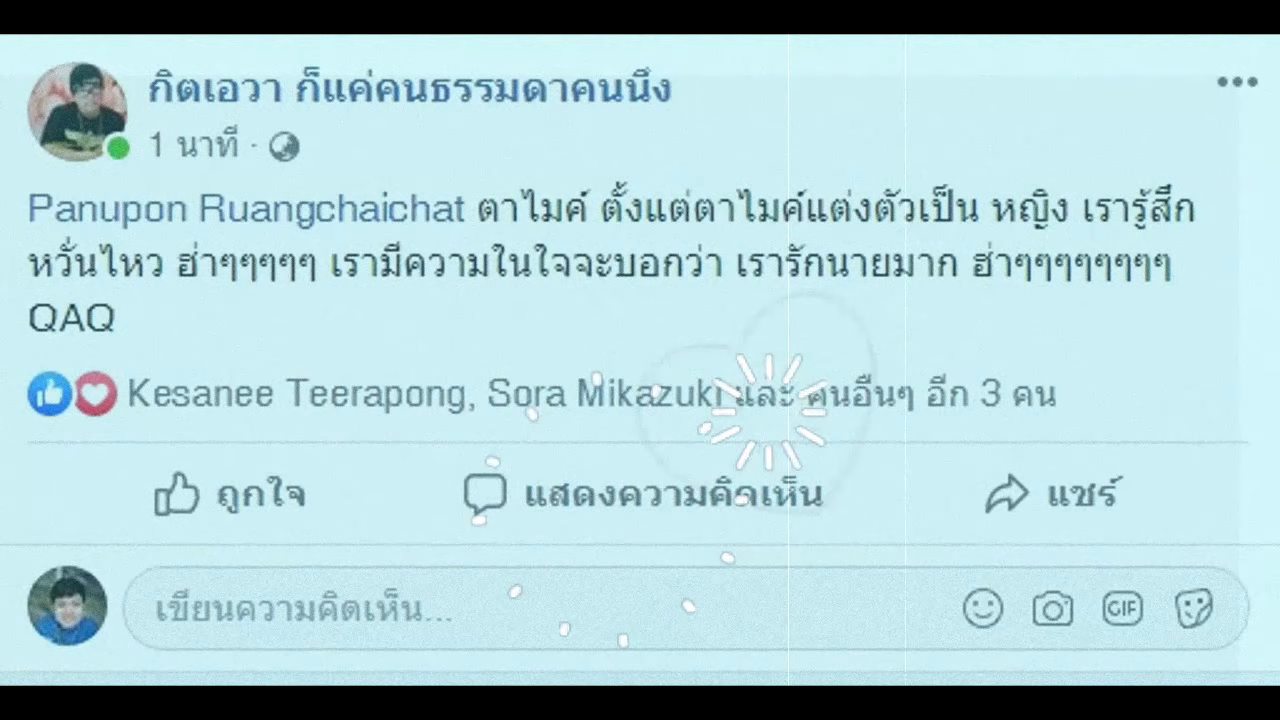 กิตเอวา ก็แค่คนธรรมดาคนนึง
1 นาที ·
Panupon Ruangchaichat ตาไมค์ ตั้งแต่ตาไมค์แต่งตัวเป็น หญิง เรารู้สึก
หวั่นไหว ฮ่าๆๆๆๆๆ เรามีความในใจจะบอกว่า เรารักนายมาก ฮ่าๆๆๆๆๆๆๆๆ
QAQ
Kesanee Teerapong, Sora Mikazuki และ คนอื่นๆ อีก 3 คน
ถูกใจ
แสดงความคิดเห็น
แชร์
เขียนความคิดเห็น...
GIF